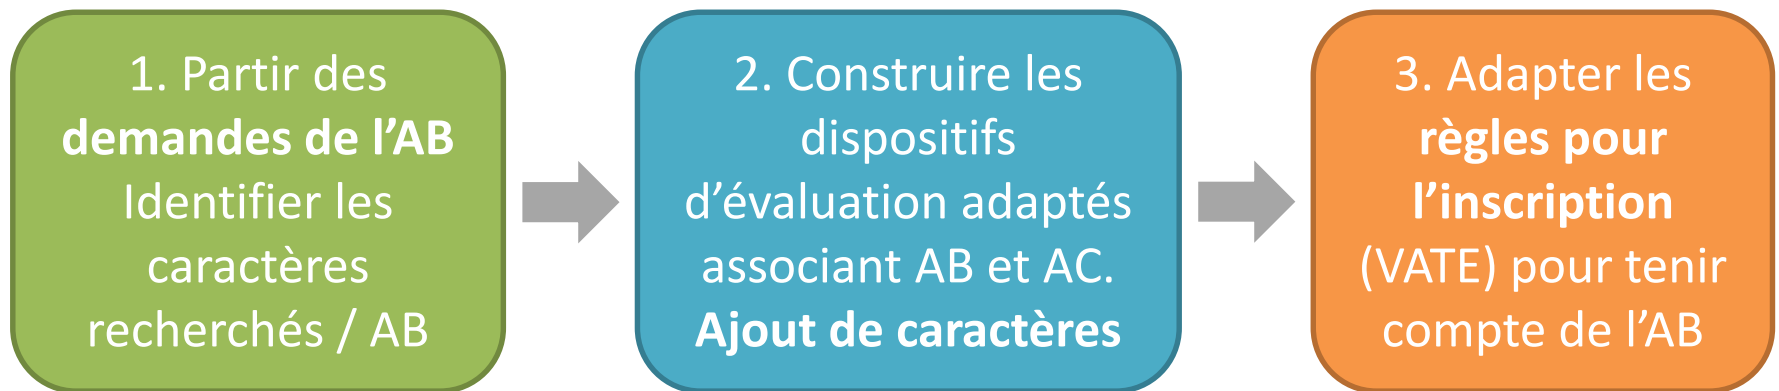 1. Partir des
demandes de l’AB
Identifier les
caractères
recherchés / AB
2. Construire les
dispositifs
d’évaluation adaptés
associant AB et AC.
Ajout de caractères
3. Adapter les
règles pour
l’inscription
(VATE) pour tenir
compte de l’AB